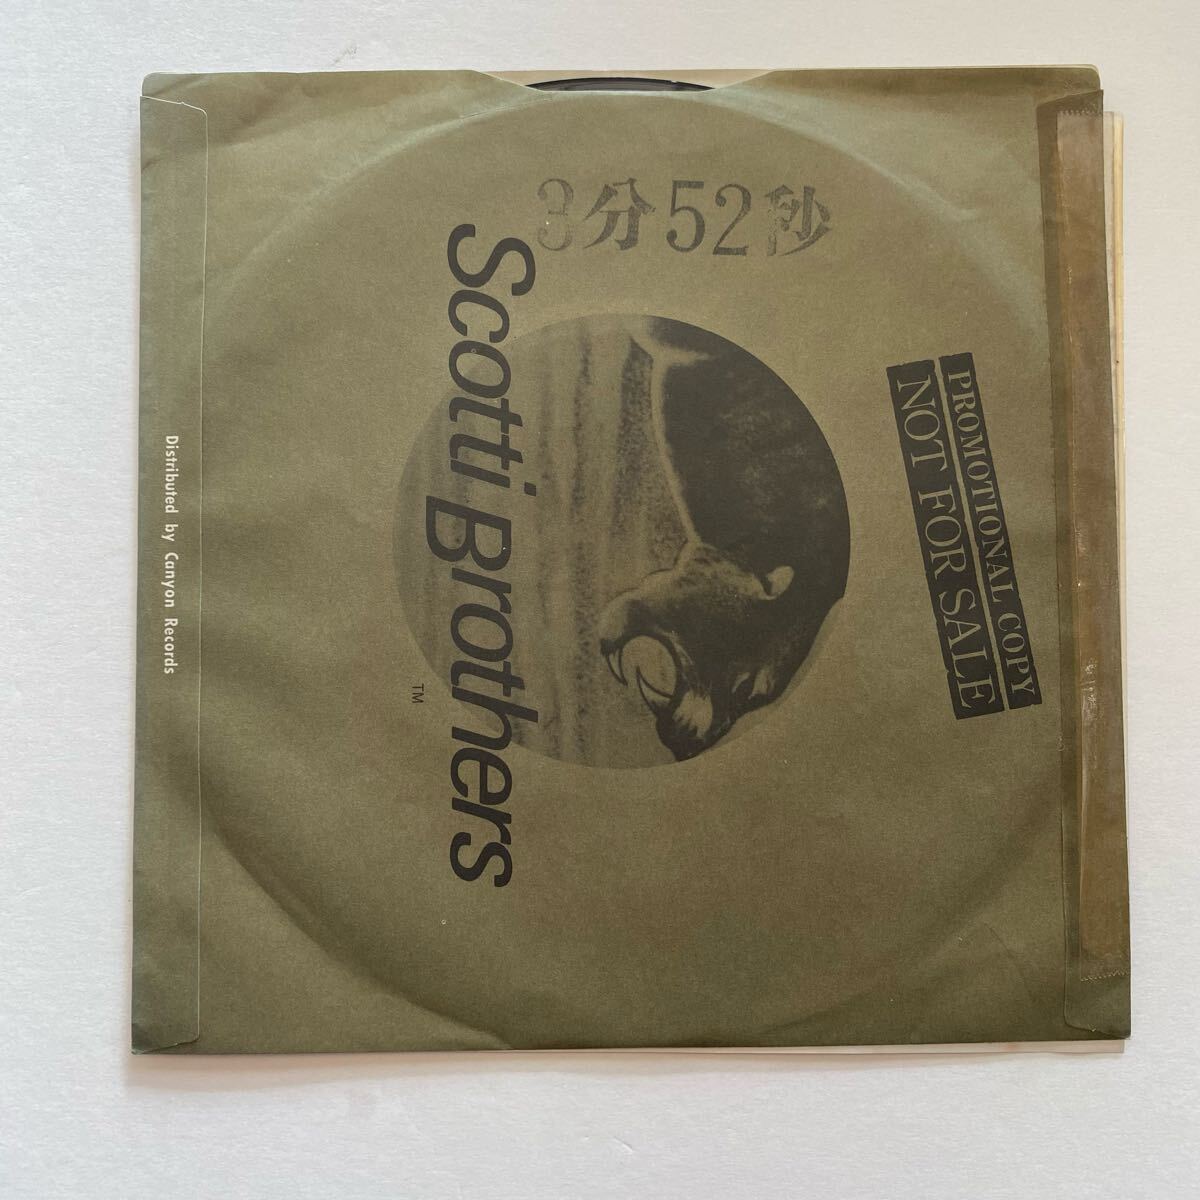 3分52秒
Scotti Brothers
TM
PROMOTIONAL COPY
NOT FOR SALE
Distributed by Canyon Records